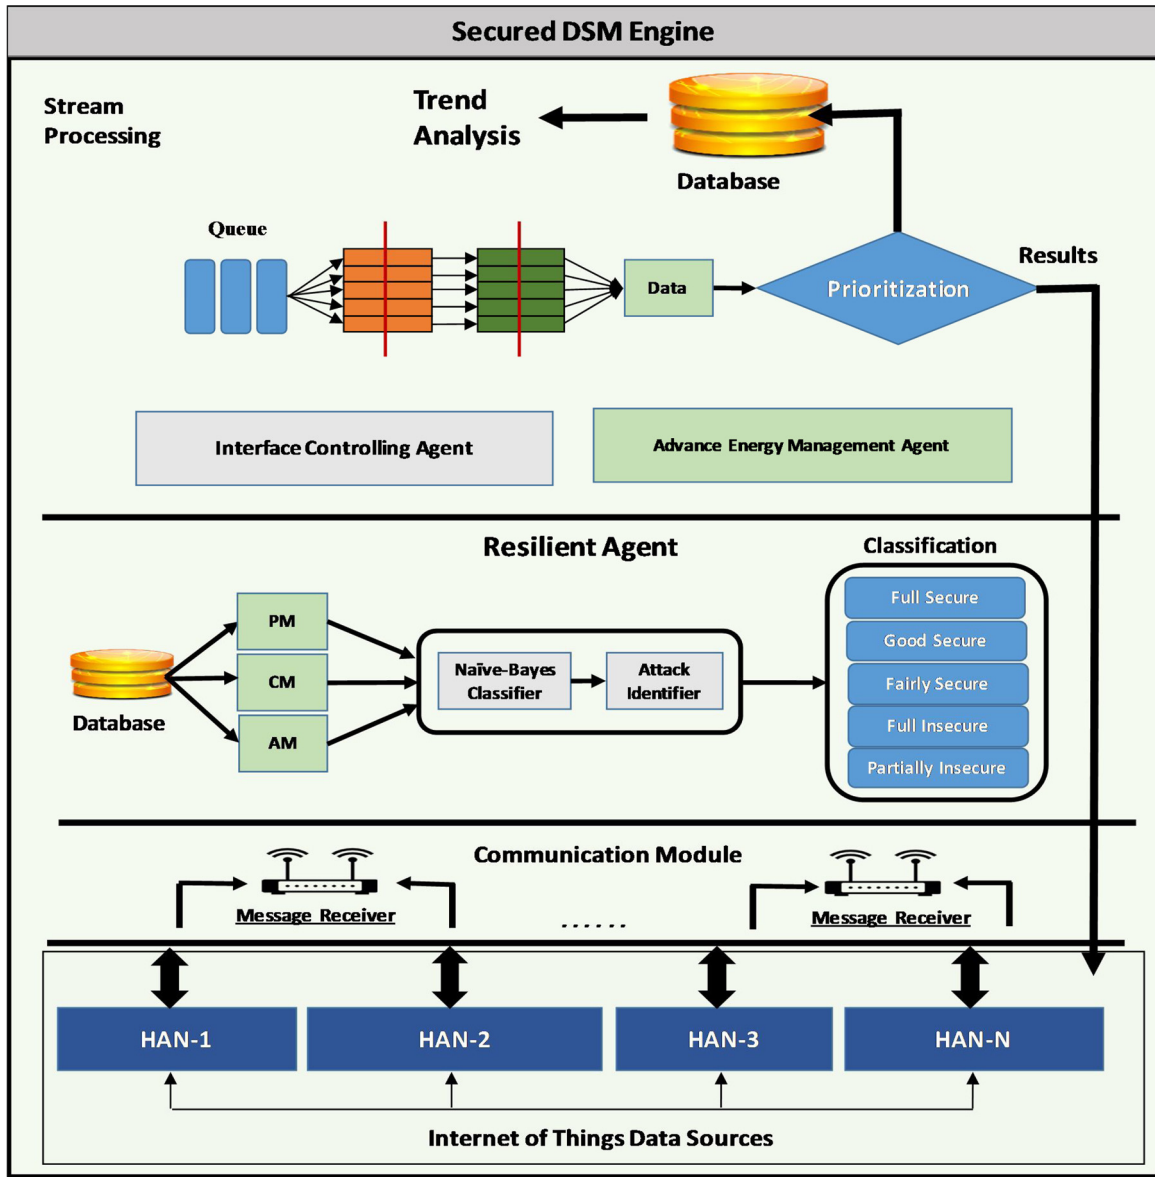 Secured DSM Engine
Stream
Processing
Trend
Analysis
Database
Queue
Data
Prioritization
Results
Interface Controlling Agent
Advance Energy Management Agent
Resilient Agent
Classification
Full Secure
Good Secure
Fairly Secure
Full Insecure
Partially Insecure
PM
CM
AM
Database
Naïve-Bayes
Classifier
Attack
Identifier
Communication Module
Message Receiver
......
Message Receiver
HAN-1
HAN-2
HAN-3
HAN-N
Internet of Things Data Sources